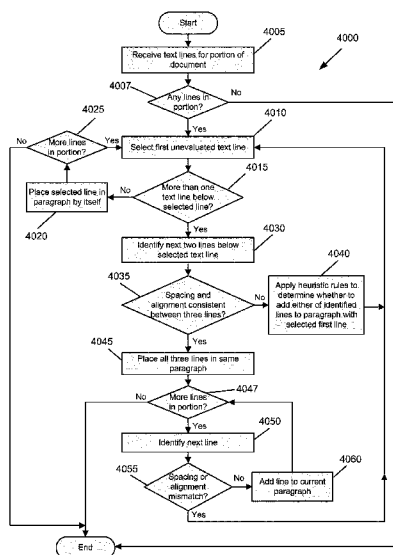 Start
4005
Receive text lines for portion of
document
4000
4007
Any lines in
portion?
No
Yes
4010
Select first unevaluated text line
4025
More lines
in portion?
No
Yes
4015
More than one
text line below
selected line?
No
Place selected line in
paragraph by itself
4020
Yes
4030
Identify next two lines below
selected text line
4035
Spacing and
alignment consistent
between three lines?
No
4040
Apply heuristic rules to
determine whether to
add either of identified
lines to paragraph with
selected first line
Yes
4045
Place all three lines in same
paragraph
4047
More lines
in portion?
No
Yes
4050
Identify next line
4055
Spacing or
alignment
mismatch?
No
4060
Add line to current
paragraph
Yes
End